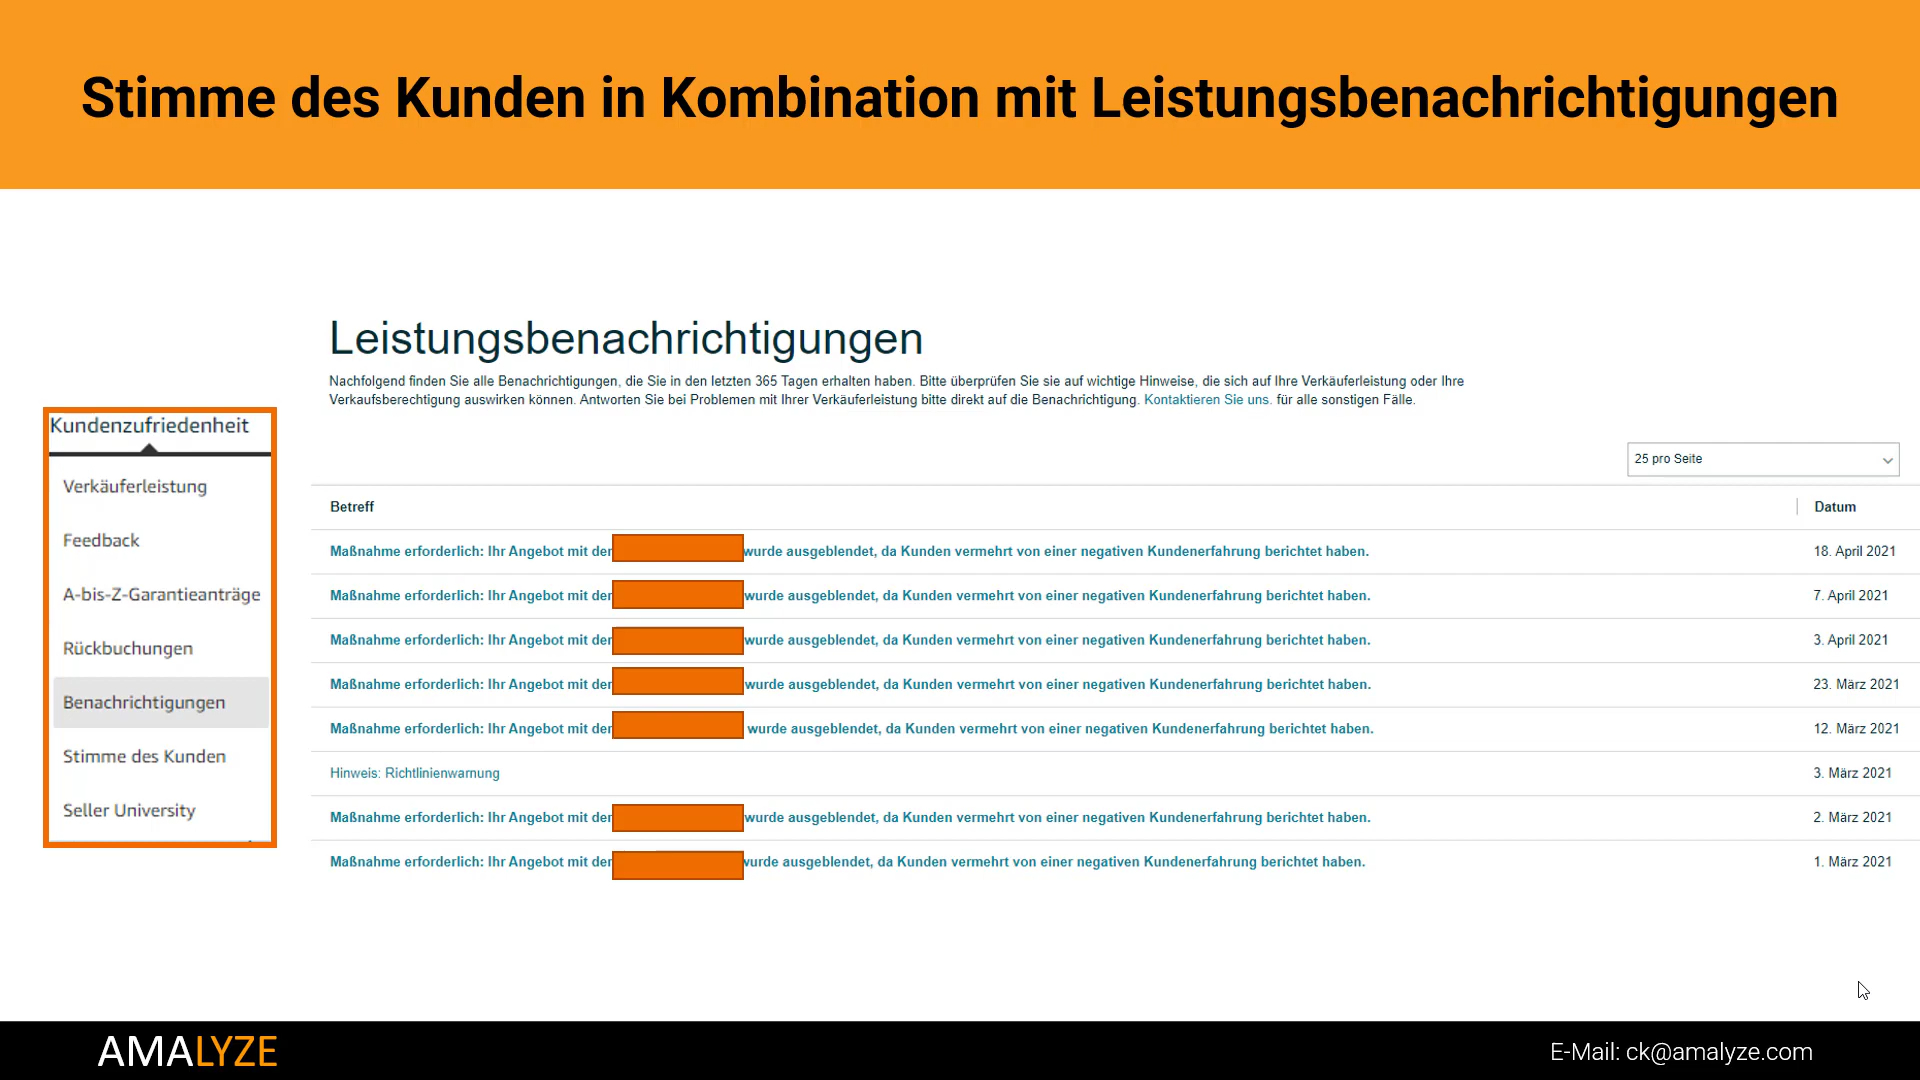 Stimme des Kunden in Kombination mit Leistungsbenachrichtigungen
Leistungsbenachrichtigungen
Nachfolgend finden Sie alle Benachrichtigungen, die Sie in den letzten 365 Tagen erhalten haben. Bitte überprüfen Sie sie auf wichtige Hinweise, die sich auf Ihre Verkäuferleistung oder Ihre
Verkaufsberechtigung auswirken können. Antworten Sie bei Problemen mit Ihrer Verkäuferleistung bitte direkt auf die Benachrichtigung. Kontaktieren Sie uns. für alle sonstigen Fälle.
Kundenzufriedenheit
Verkäuferleistung
Feedback
A-bis-Z-Garantieanträge
Rückbuchungen
Benachrichtigungen
Stimme des Kunden
Seller University
25 pro Seite
Betreff Datum
Maßnahme erforderlich: Ihr Angebot mit der wurde ausgeblendet, da Kunden vermehrt von einer negativen Kundenerfahrung berichtet haben. 18. April 2021
Maßnahme erforderlich: Ihr Angebot mit der wurde ausgeblendet, da Kunden vermehrt von einer negativen Kundenerfahrung berichtet haben. 7. April 2021
Maßnahme erforderlich: Ihr Angebot mit der wurde ausgeblendet, da Kunden vermehrt von einer negativen Kundenerfahrung berichtet haben. 3. April 2021
Maßnahme erforderlich: Ihr Angebot mit der wurde ausgeblendet, da Kunden vermehrt von einer negativen Kundenerfahrung berichtet haben. 23. März 2021
Maßnahme erforderlich: Ihr Angebot mit der wurde ausgeblendet, da Kunden vermehrt von einer negativen Kundenerfahrung berichtet haben. 12. März 2021
Hinweis: Richtlinienwarnung 3. März 2021
Maßnahme erforderlich: Ihr Angebot mit der wurde ausgeblendet, da Kunden vermehrt von einer negativen Kundenerfahrung berichtet haben. 2. März 2021
Maßnahme erforderlich: Ihr Angebot mit der wurde ausgeblendet, da Kunden vermehrt von einer negativen Kundenerfahrung berichtet haben. 1. März 2021
AMALYZE
E-Mail: ck@amalyze.com